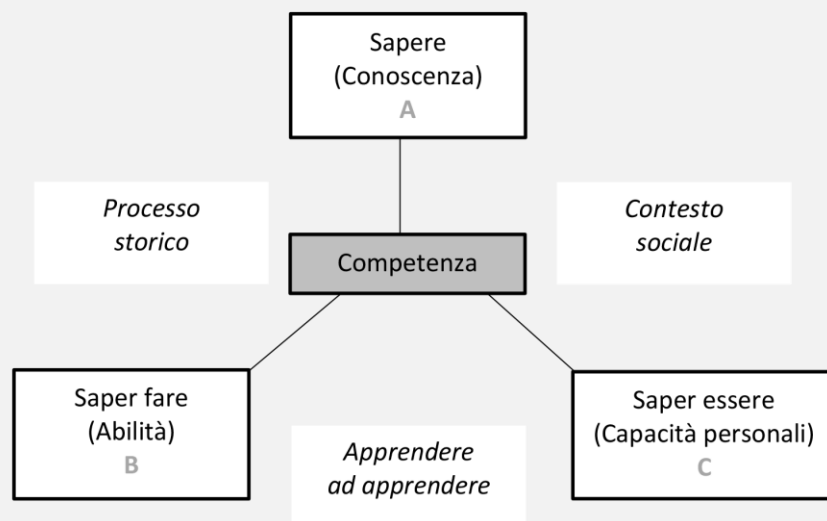 Sapere
(Conoscenza)
A
Processo
storico
Contesto
sociale
Competenza
Saper fare
(Abilità)
B
Apprendere
ad apprendere
Saper essere
(Capacità personali)
C